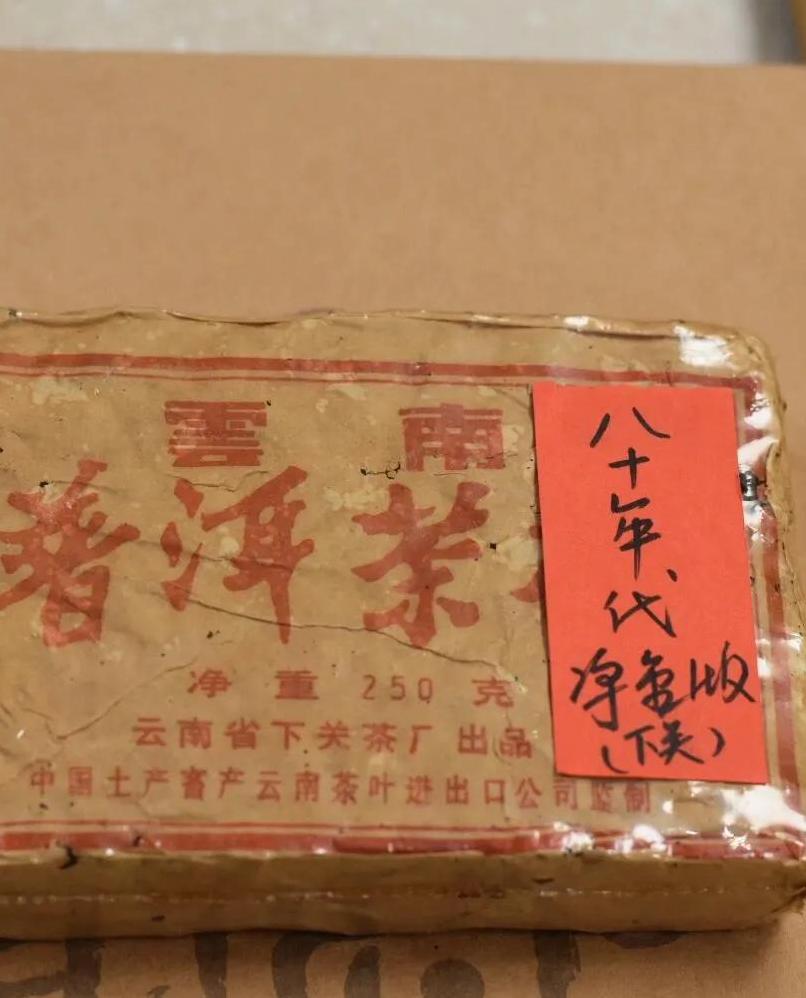 雲南
普洱茶
净重 250 克
云南省下关茶厂出品
中国土产畜产云南茶叶进出口公司监制
八十年代
净重版
(下关)